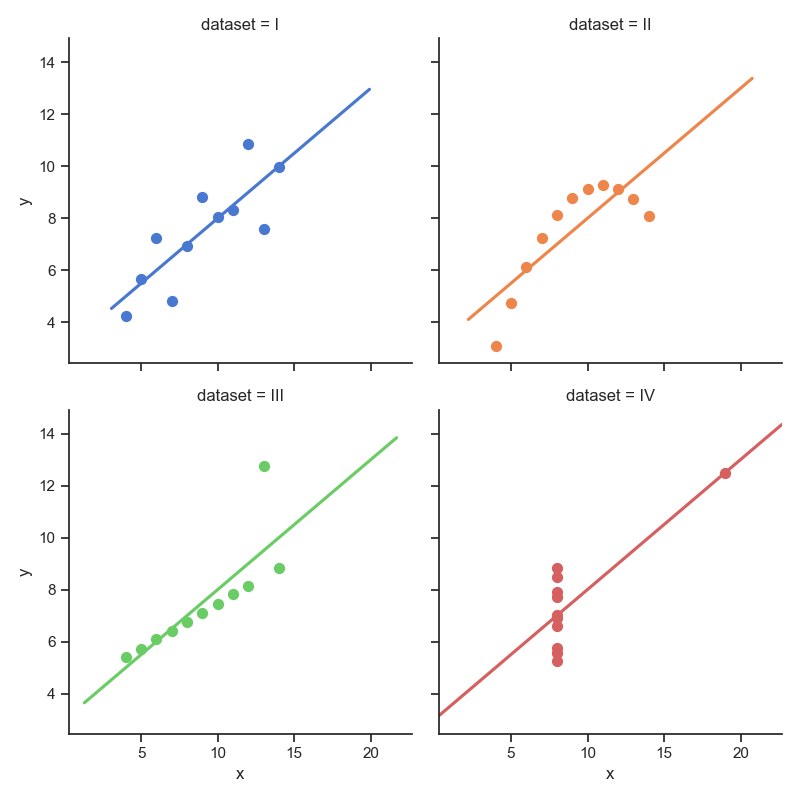 dataset = I
dataset = II
14
12
10
8
6
4
y
dataset = III
dataset = IV
14
12
10
8
6
4
y
5
10
15
20
x
5
10
15
20
x